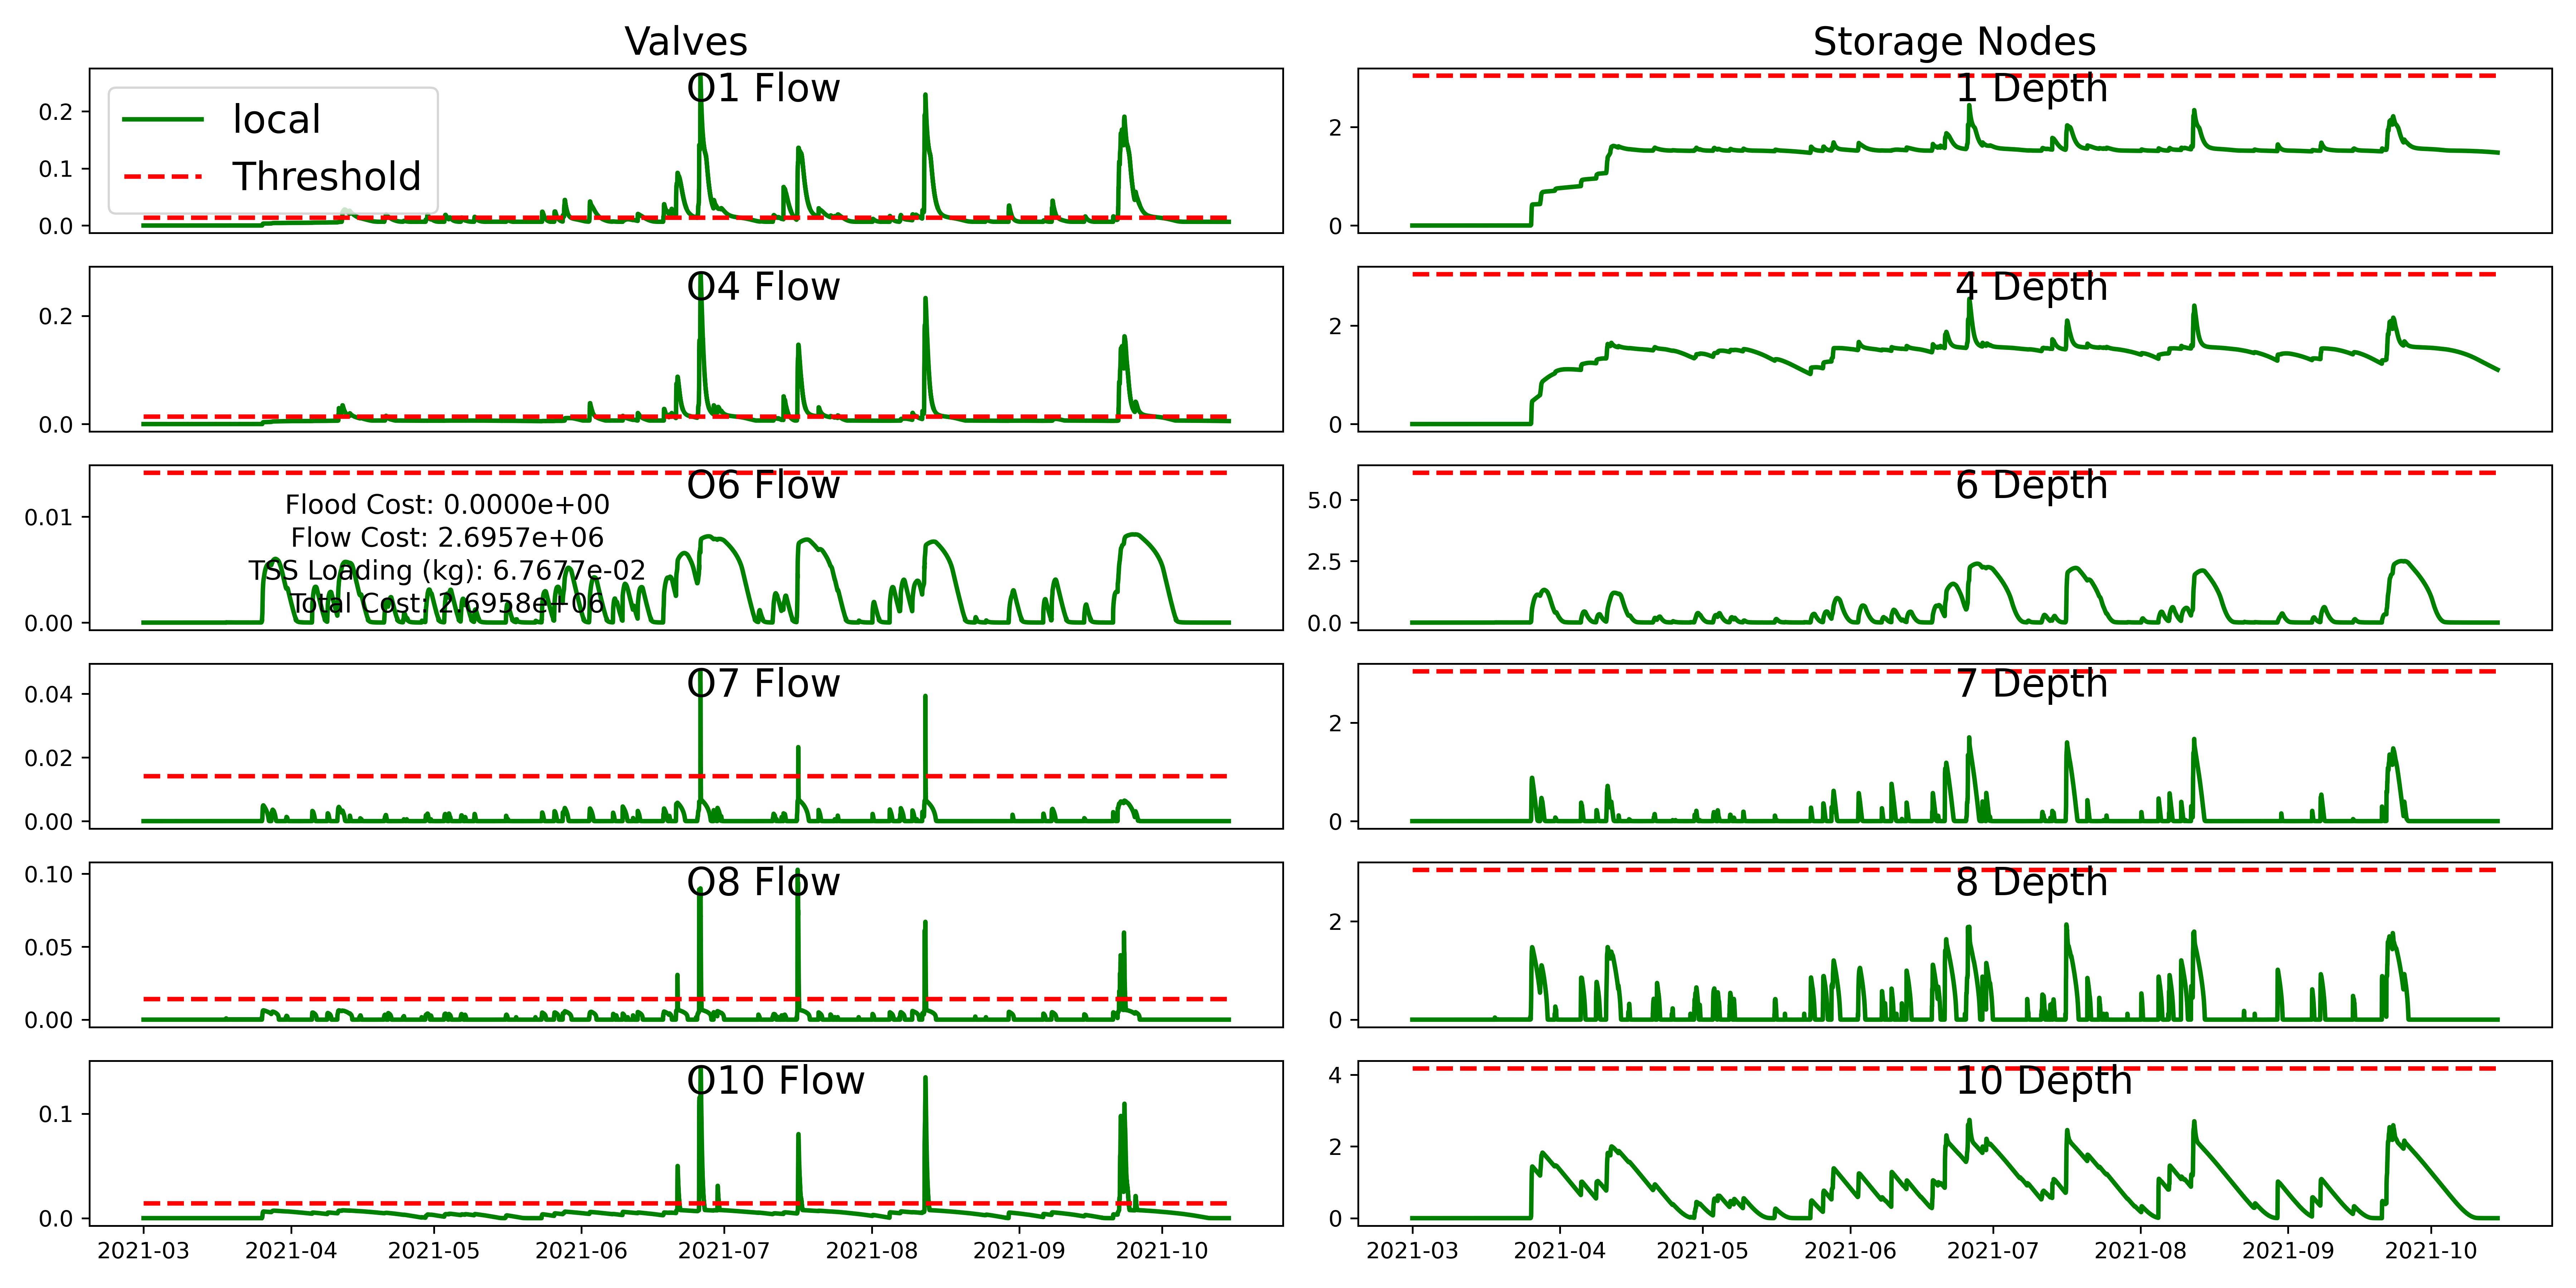 Valves
Storage Nodes
O1 Flow
local
Threshold
0.2
0.1
0.0
1 Depth
2
0
O4 Flow
0.2
0.0
4 Depth
2
0
O6 Flow
0.01
0.00
Flood Cost: 0.0000e+00
Flow Cost: 2.6957e+06
TSS Loading (kg): 6.7677e-02
Total Cost: 2.6958e+06
6 Depth
5.0
2.5
0.0
O7 Flow
0.04
0.02
0.00
7 Depth
2
0
O8 Flow
0.10
0.05
0.00
8 Depth
2
0
O10 Flow
0.1
0.0
2021-03 2021-04 2021-05 2021-06 2021-07 2021-08 2021-09 2021-10
10 Depth
4
2
0
2021-03 2021-04 2021-05 2021-06 2021-07 2021-08 2021-09 2021-10